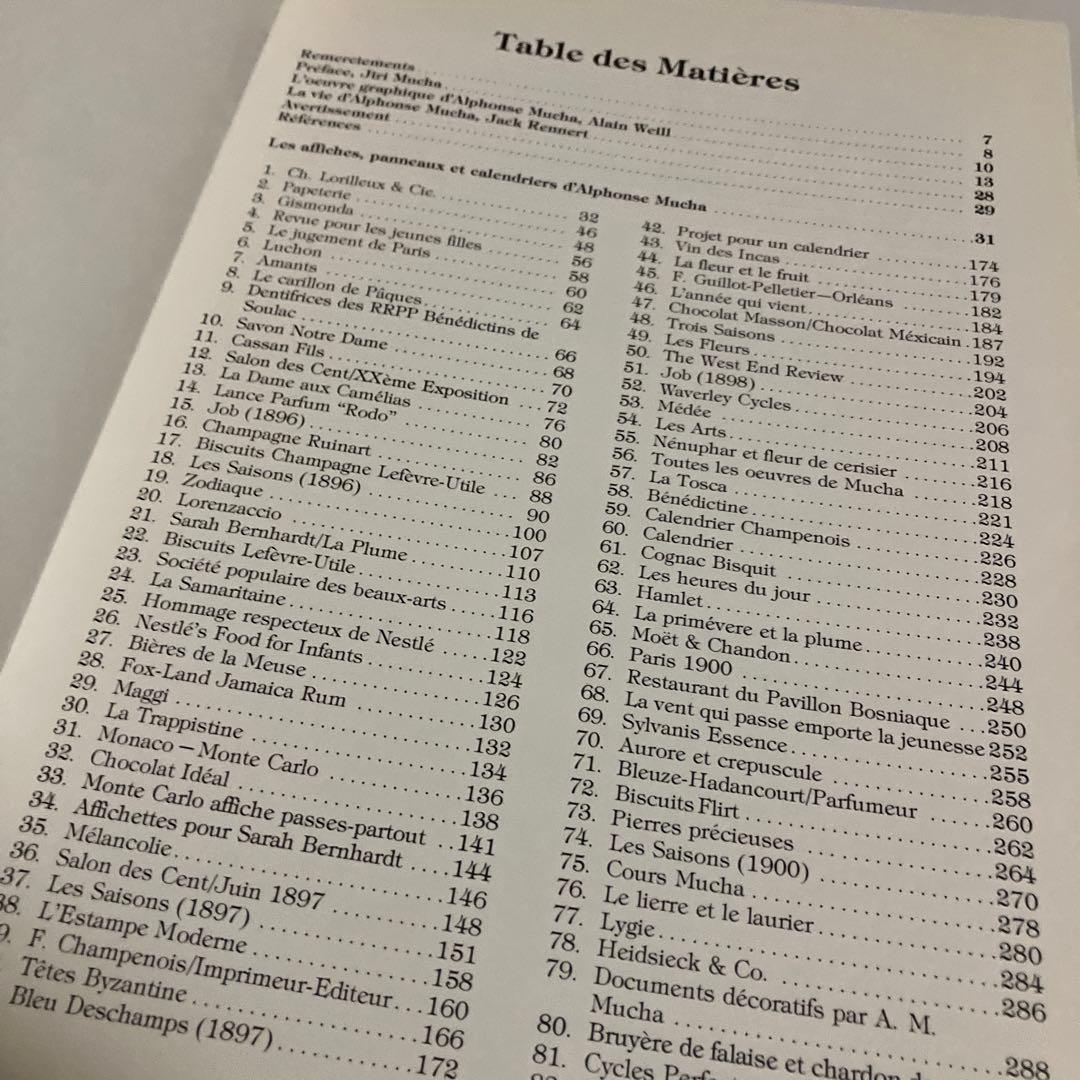 Table des Matières
Remerciements 7
Préface, Jiri Mucha 8
L'oeuvre graphique d'Alphonse Mucha, Alain Weill 10
La vie d'Alphonse Mucha, Jack Rennert 13
Avertissement 28
Références 29
Les affiches, panneaux et calendriers d'Alphonse Mucha 31
1. Ch. Lorilleux & Cie. 32
2. Papeterie 46
3. Gismonda 48
4. Revue pour les jeunes filles 56
5. Le jugement de Paris 58
6. Luchon 60
7. Amants 62
8. Le carillon de Pâques 64
9. Dentifrices des RRPP Bénédictins de
Soulac 66
10. Savon Notre Dame 68
11. Cassan Fils 70
12. Salon des Cent/XXème Exposition 72
13. La Dame aux Camélias 76
14. Lance Parfum "Rodo" 80
15. Job (1896) 82
16. Champagne Ruinart 86
17. Biscuits Champagne Lefèvre-Utile 88
18. Les Saisons (1896) 90
19. Zodiaque 100
20. Lorenzaccio 107
21. Sarah Bernhardt/La Plume 110
22. Biscuits Lefèvre-Utile 113
23. Société populaire des beaux-arts 116
24. La Samaritaine 118
25. Hommage respecteux de Nestlé 122
26. Nestlé's Food for Infants 124
27. Bières de la Meuse 126
28. Fox-Land Jamaica Rum 130
29. Maggi 132
30. La Trappistine 134
31. Monaco – Monte Carlo 136
32. Chocolat Idéal 138
33. Monte Carlo affiche passes-partout 141
34. Affichettes pour Sarah Bernhardt 144
35. Mélancolie 146
36. Salon des Cent/Juin 1897 148
37. Les Saisons (1897) 151
38. L'Estampe Moderne 158
9. F. Champenois/Imprimeur-Editeur 160
Têtes Byzantine 166
Bleu Deschamps (1897) 172
42. Projet pour un calendrier 174
43. Vin des Incas 176
44. La fleur et le fruit 179
45. F. Guillot-Pelletier—Orléans 182
46. L'année qui vient 184
47. Chocolat Masson/Chocolat Méxicain 187
48. Trois Saisons 192
49. Les Fleurs 194
50. The West End Review 202
51. Job (1898) 204
52. Waverley Cycles 206
53. Médée 208
54. Les Arts 211
55. Nénuphar et fleur de cerisier 216
56. Toutes les oeuvres de Mucha 218
57. La Tosca 221
58. Bénédictine 224
59. Calendrier Champenois 226
60. Calendrier 228
61. Cognac Bisquit 230
62. Les heures du jour 232
63. Hamlet 238
64. La primévere et la plume 240
65. Moët & Chandon 244
66. Paris 1900 248
67. Restaurant du Pavillon Bosniaque 250
68. La vent qui passe emporte la jeunesse 252
69. Sylvanis Essence 255
70. Aurore et crepuscule 258
71. Bleuze-Hadancourt/Parfumeur 260
72. Biscuits Flirt 262
73. Pierres précieuses 264
74. Les Saisons (1900) 270
75. Cours Mucha 278
76. Le lierre et le laurier 280
77. Lygie 284
78. Heidsieck & Co. 286
79. Documents décoratifs par A. M.
Mucha 288
80. Bruyère de falaise et chardon
81. Cycles